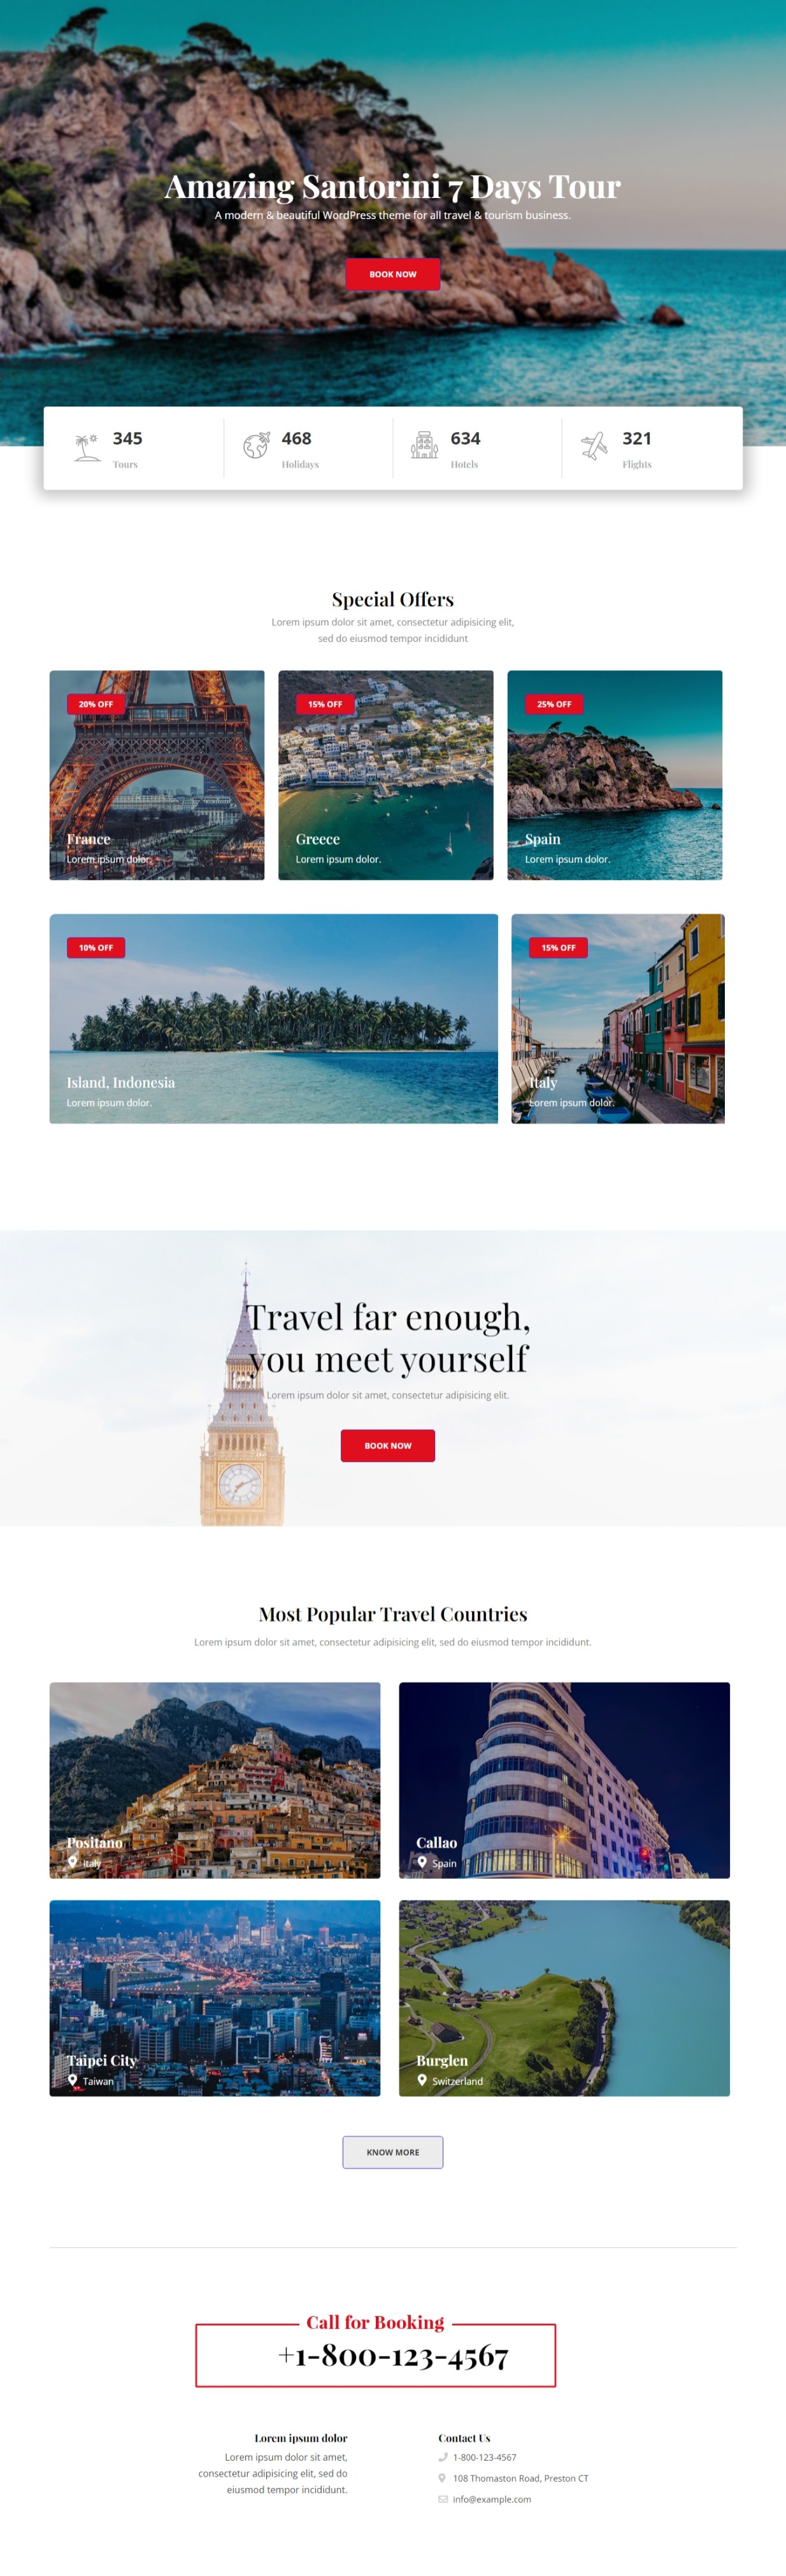 Amazing Santorini 7 Days Tour
A modern & beautiful WordPress theme for all travel & tourism business.
BOOK NOW
345
Tours
468
Holidays
634
Hotels
321
Flights
Special Offers
Lorem ipsum dolor sit amet, consectetur adipisicing elit,
sed do eiusmod tempor incididunt
20% OFF
France
Lorem ipsum dolor.
15% OFF
Greece
Lorem ipsum dolor.
25% OFF
Spain
Lorem ipsum dolor.
10% OFF
Island, Indonesia
Lorem ipsum dolor.
15% OFF
Italy
Lorem ipsum dolor.
Travel far enough,
you meet yourself
Lorem ipsum dolor sit amet, consectetur adipisicing elit.
BOOK NOW
Most Popular Travel Countries
Lorem ipsum dolor sit amet, consectetur adipisicing elit, sed do eiusmod tempor incididunt.
Positano
Italy
Callao
Spain
Taipei City
Taiwan
Burglen
Switzerland
KNOW MORE
Call for Booking
+1-800-123-4567
Lorem ipsum dolor
Lorem ipsum dolor sit amet,
consectetur adipisicing elit, sed do
eiusmod tempor incididunt.
Contact Us
1-800-123-4567
108 Thomaston Road, Preston CT
info@example.com